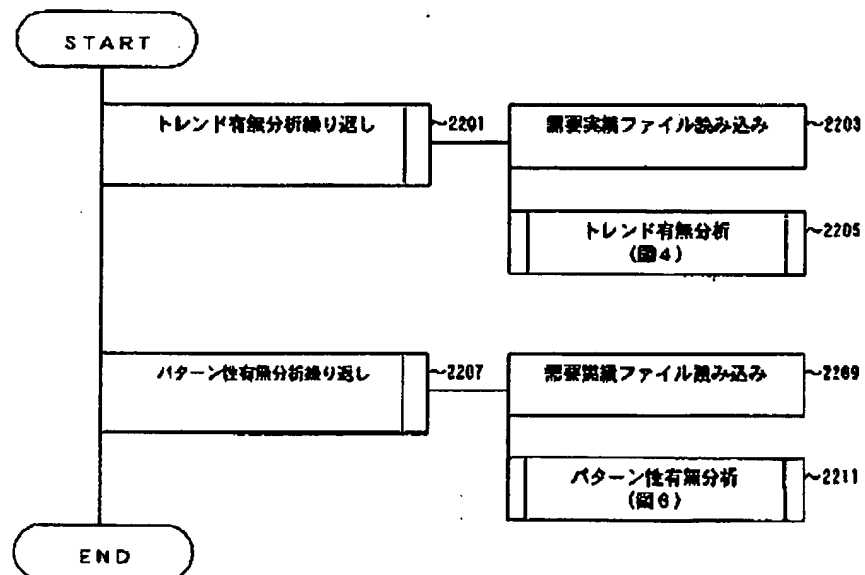 START
トレンド有無分析繰り返し
~2201
需要実績ファイル読み込み
~2203
トレンド有無分析
(図4)
~2205
パターン性有無分析繰り返し
~2207
需要実績ファイル読み込み
~2209
パターン性有無分析
(図6)
~2211
END